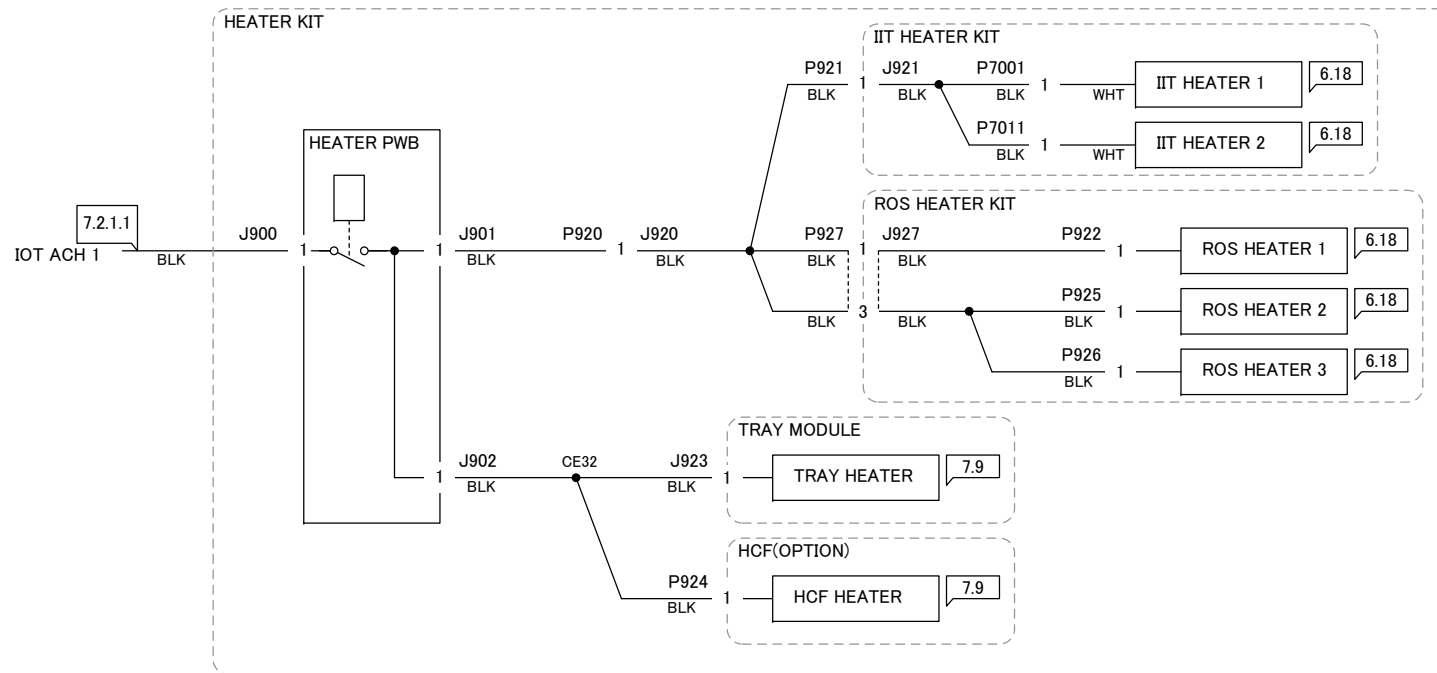 HEATER KIT
IIT HEATER KIT
P921 1 J921 P7001 1 IIT HEATER 1 6.18
BLK BLK BLK WHT
HEATER PWB P7011 1 IIT HEATER 2 6.18
BLK WHT
ROS HEATER KIT
7.2.1.1
IOT ACH 1 J900 1 1 J901 P920 1 J920 P927 1 J927 P922 1 ROS HEATER 1 6.18
BLK BLK BLK BLK BLK
3 P925 1 ROS HEATER 2 6.18
BLK BLK BLK
P926 1 ROS HEATER 3 6.18
BLK
TRAY MODULE
1 J902 CE32 J923 1 TRAY HEATER 7.9
BLK BLK
HCF(OPTION)
P924 1 HCF HEATER 7.9
BLK